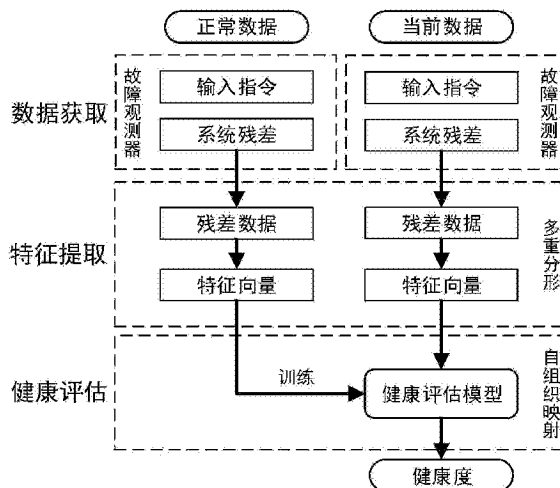 正常数据
当前数据
数据获取
故障观测器
输入指令
系统残差
输入指令
系统残差
故障观测器
特征提取
残差数据
特征向量
残差数据
特征向量
多重分形
健康评估
训练
健康评估模型
自组织映射
健康度